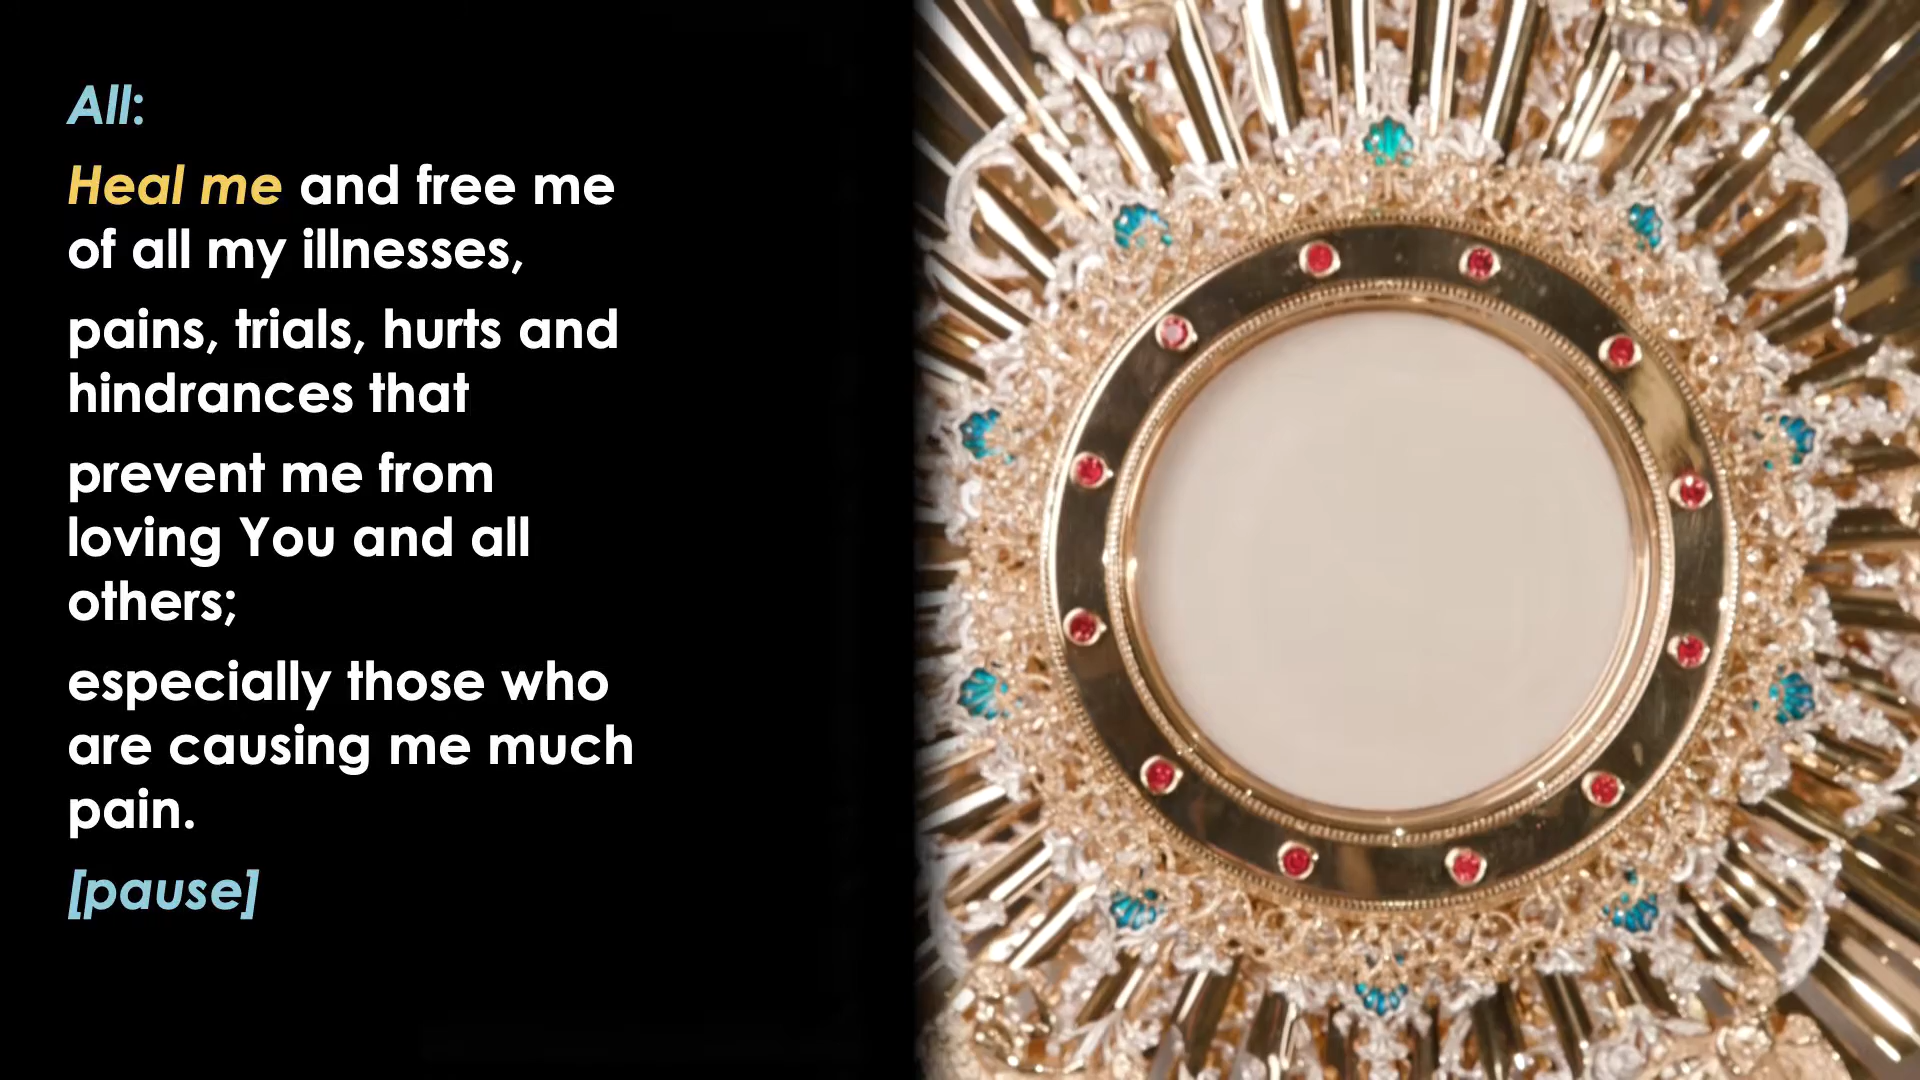 All:
Heal me and free me
of all my illnesses,
pains, trials, hurts and
hindrances that
prevent me from
loving You and all
others;
especially those who
are causing me much
pain.
[pause]